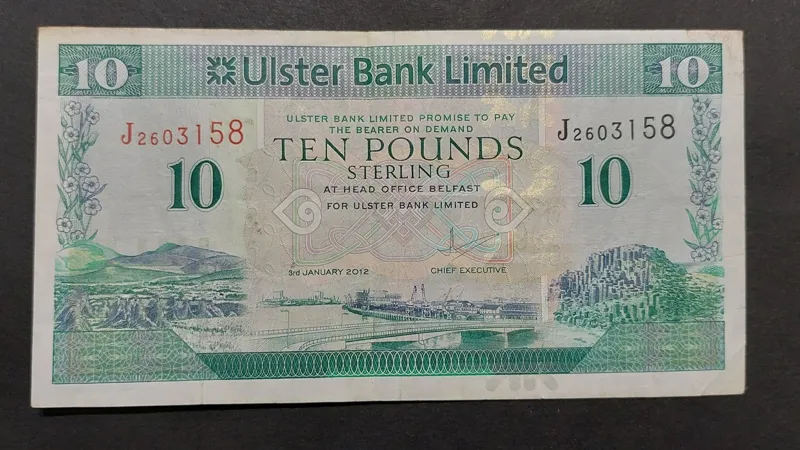 10 Ulster Bank Limited 10
ULSTER BANK LIMITED PROMISE TO PAY
THE BEARER ON DEMAND
J2603158 J2603158
TEN POUNDS
STERLING
10 10
AT HEAD OFFICE BELFAST
FOR ULSTER BANK LIMITED
3rd JANUARY 2012 CHIEF EXECUTIVE